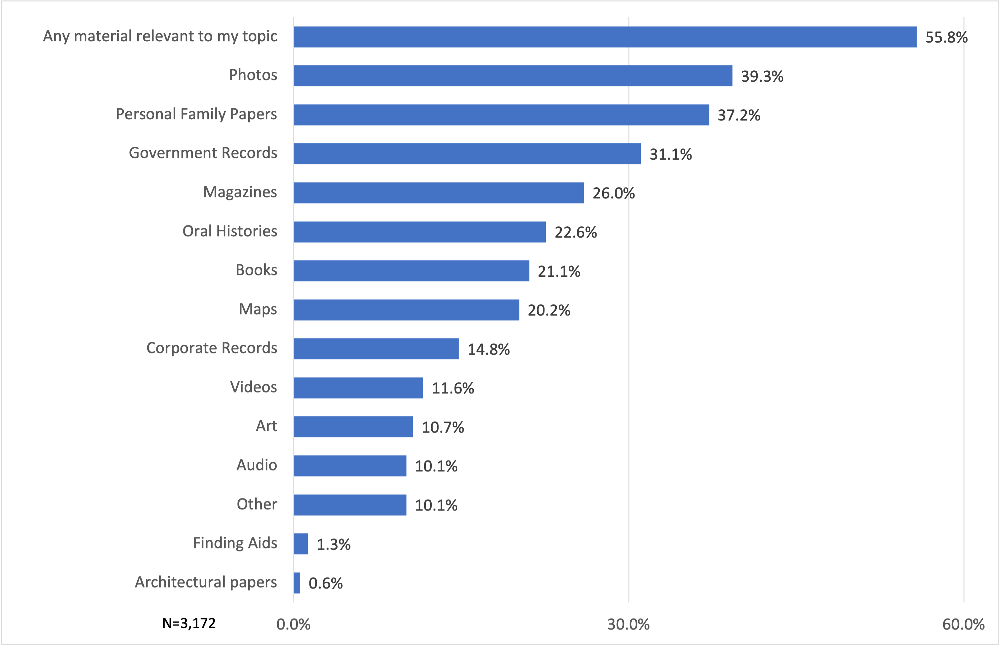 Any material relevant to my topic 55.8%
Photos 39.3%
Personal Family Papers 37.2%
Government Records 31.1%
Magazines 26.0%
Oral Histories 22.6%
Books 21.1%
Maps 20.2%
Corporate Records 14.8%
Videos 11.6%
Art 10.7%
Audio 10.1%
Other 10.1%
Finding Aids 1.3%
Architectural papers 0.6%
N=3,172 0.0% 30.0% 60.0%